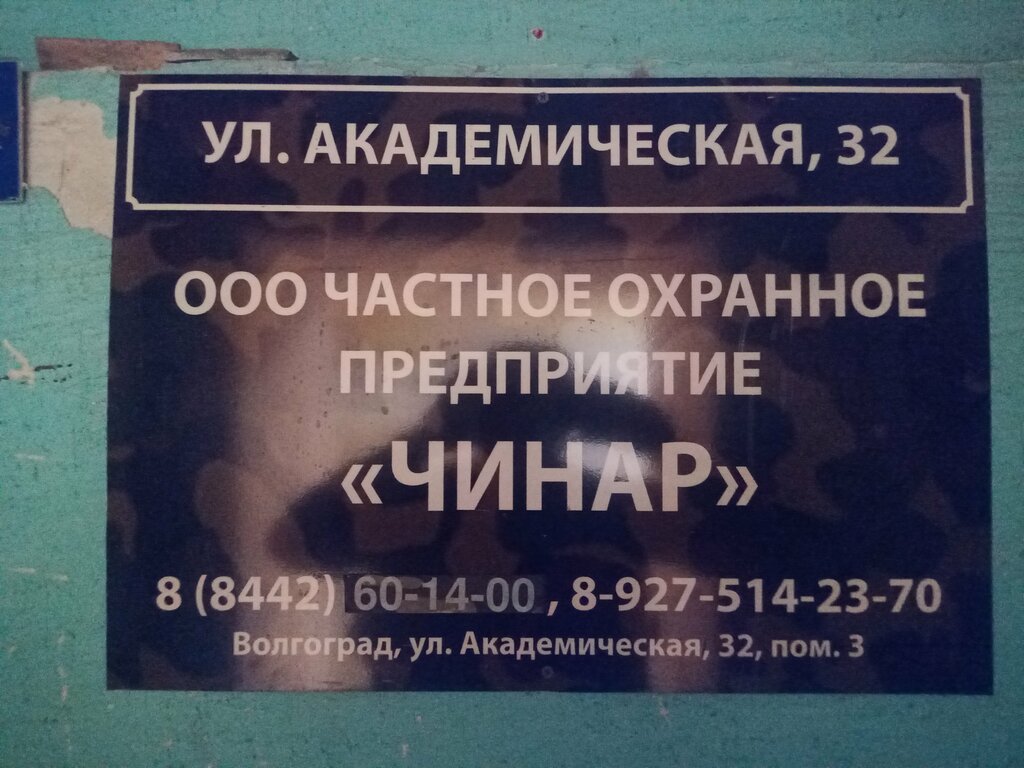 УЛ. АКАДЕМИЧЕСКАЯ, 32
ООО ЧАСТНОЕ ОХРАННОЕ
ПРЕДПРИЯТИЕ
«ЧИНАР»
8 (8442) 60-14-00 , 8-927-514-23-70
Волгоград, ул. Академическая, 32, пом. 3